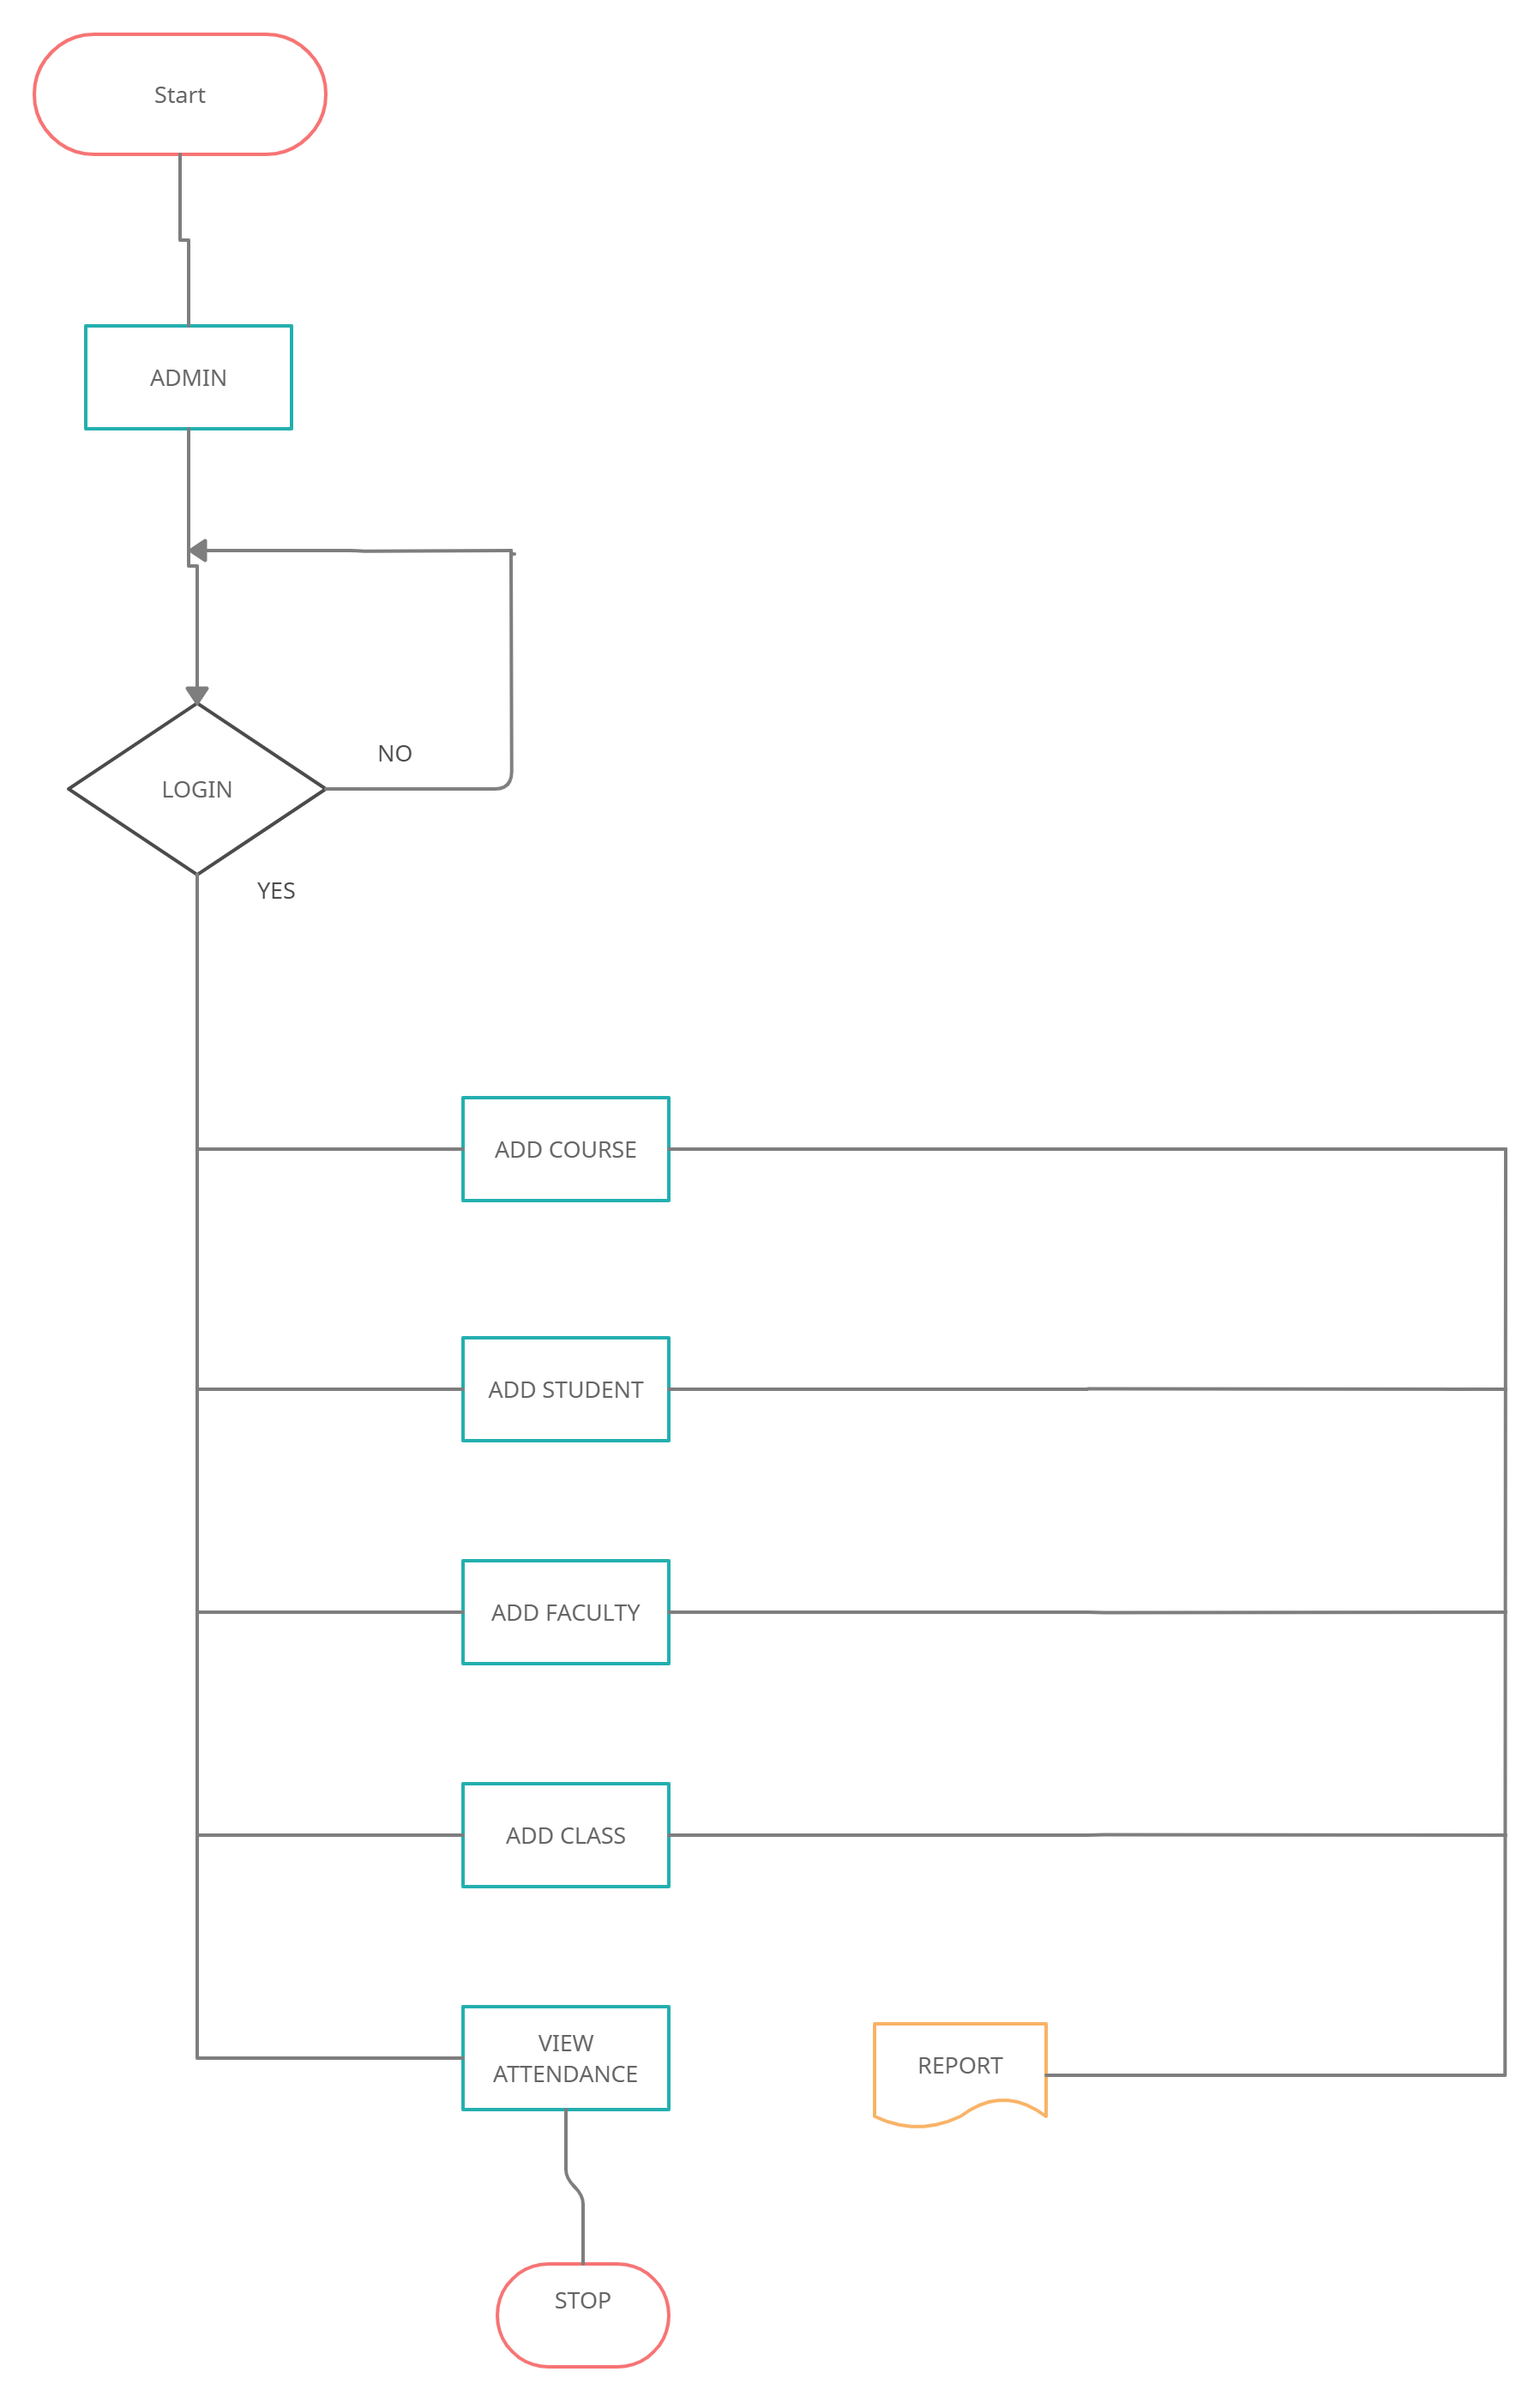 Start
ADMIN
NO
LOGIN
YES
ADD COURSE
ADD STUDENT
ADD FACULTY
ADD CLASS
VIEW
ATTENDANCE
REPORT
STOP